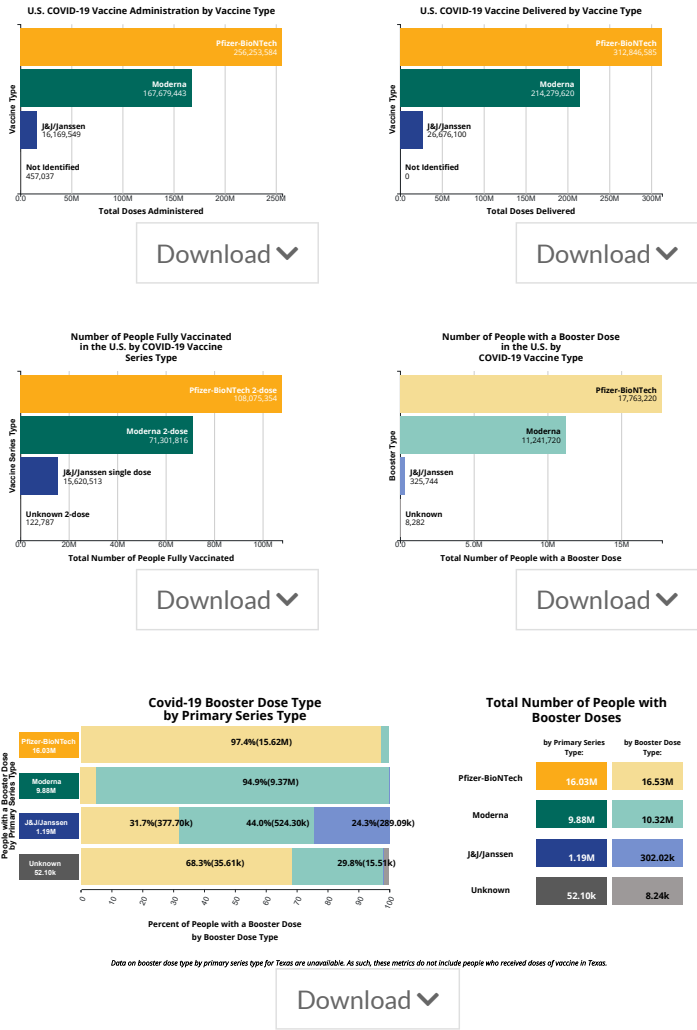 U.S. COVID-19 Vaccine Administration by Vaccine Type
Vaccine Type
Pfizer-BioNTech
256,253,584
Moderna
167,679,443
J&J/Janssen
16,169,549
Not Identified
457,037
0.0 50M 100M 150M 200M 250M
Total Doses Administered
Download
U.S. COVID-19 Vaccine Delivered by Vaccine Type
Vaccine Type
Pfizer-BioNTech
312,846,585
Moderna
214,279,620
J&J/Janssen
26,676,100
Not Identified
0
0.0 50M 100M 150M 200M 250M 300M
Total Doses Delivered
Download
Number of People Fully Vaccinated
in the U.S. by COVID-19 Vaccine
Series Type
Vaccine Series Type
Pfizer-BioNTech 2-dose
108,075,354
Moderna 2-dose
71,301,816
J&J/Janssen single dose
15,620,513
Unknown 2-dose
122,787
0.0 20M 40M 60M 80M 100M
Total Number of People Fully Vaccinated
Download
Number of People with a Booster Dose
in the U.S. by
COVID-19 Vaccine Type
Booster Type
Pfizer-BioNTech
17,763,220
Moderna
11,241,720
J&J/Janssen
325,744
Unknown
8,282
0.0 5.0M 10M 15M
Total Number of People with a Booster Dose
Download
Covid-19 Booster Dose Type
by Primary Series Type
People with a Booster Dose
by Primary Series Type
Pfizer-BioNTech
16.03M
97.4%(15.62M)
Moderna
9.88M
94.9%(9.37M)
J&J/Janssen
1.19M
31.7%(377.70k) 44.0%(524.30k) 24.3%(289.09k)
Unknown
52.10k
68.3%(35.61k) 29.8%(15.51k)
0 10 20 30 40 50 60 70 80 90 100
Percent of People with a Booster Dose
by Booster Dose Type
Total Number of People with
Booster Doses
by Primary Series
Type:
by Booster Dose
Type:
Pfizer-BioNTech 16.03M 16.53M
Moderna 9.88M 10.32M
J&J/Janssen 1.19M 302.02k
Unknown 52.10k 8.24k
Data on booster dose type by primary series type for Texas are unavailable. As such, these metrics do not include people who received doses of vaccine in Texas.
Download